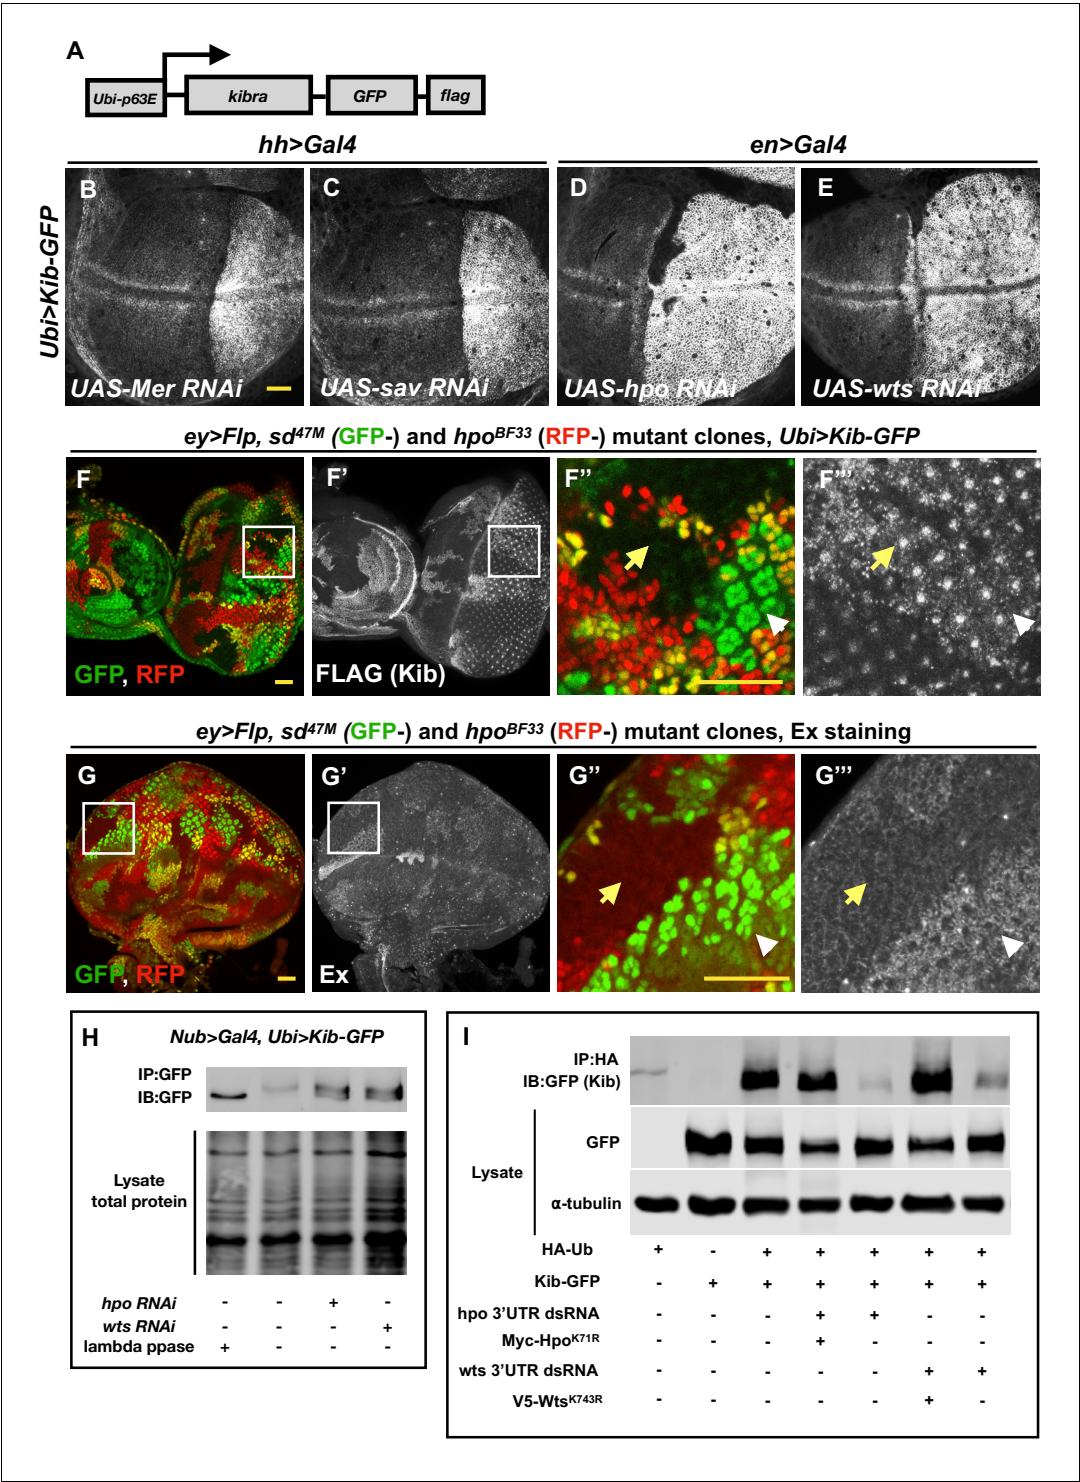 A
Ubi-p63E
kibra
GFP
flag
hh>Gal4
en>Gal4
Ubi>Kib-GFP
B
C
D
E
UAS-Mer RNAi
UAS-sav RNAi
UAS-hpo RNAi
UAS-wts RNAi
ey>Flp, sd47M (GFP-) and hpoBF33 (RFP-) mutant clones, Ubi>Kib-GFP
F
F'
F''
F'''
GFP, RFP
FLAG (Kib)
ey>Flp, sd47M (GFP-) and hpoBF33 (RFP-) mutant clones, Ex staining
G
G'
G''
G'''
GFP, RFP
Ex
H
Nub>Gal4, Ubi>Kib-GFP
IP:GFP
IB:GFP
Lysate
total protein
hpo RNAi - - + -
wts RNAi - - - +
lambda ppase + - - -
I
IP:HA
IB:GFP (Kib)
GFP
Lysate
α-tubulin
HA-Ub + - + + + + +
Kib-GFP - + + + + + +
hpo 3'UTR dsRNA - - - + + - -
Myc-HpoK71R - - - + - - -
wts 3'UTR dsRNA - - - - - + +
V5-WtsK743R - - - - - + -